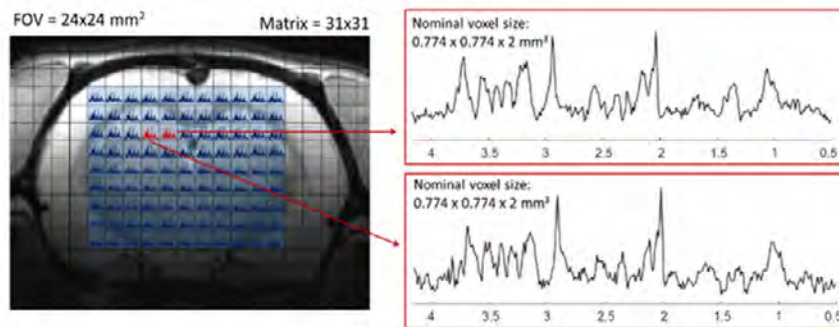 FOV = 24x24 mm²
Matrix = 31x31
Nominal voxel size:
0.774 x 0.774 x 2 mm³
4 3.5 3 2.5 2 1.5 1 0.5
Nominal voxel size:
0.774 x 0.774 x 2 mm³
4 3.5 3 2.5 2 1.5 1 0.5